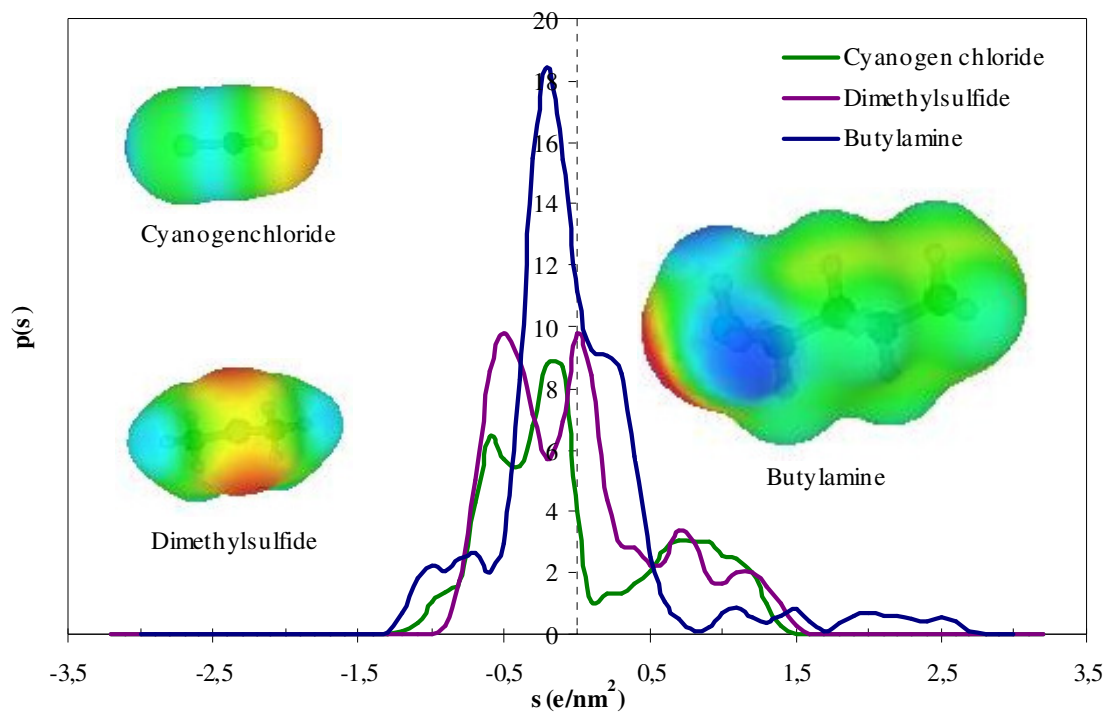 20
18
16
14
12
10
8
6
4
2
0
p(s)
Cyanogen chloride
Dimethylsulfide
Butylamine
Cyanogenchloride
Dimethylsulfide
Butylamine
-3,5 -2,5 -1,5 -0,5 0,5 1,5 2,5 3,5
s (e/nm²)